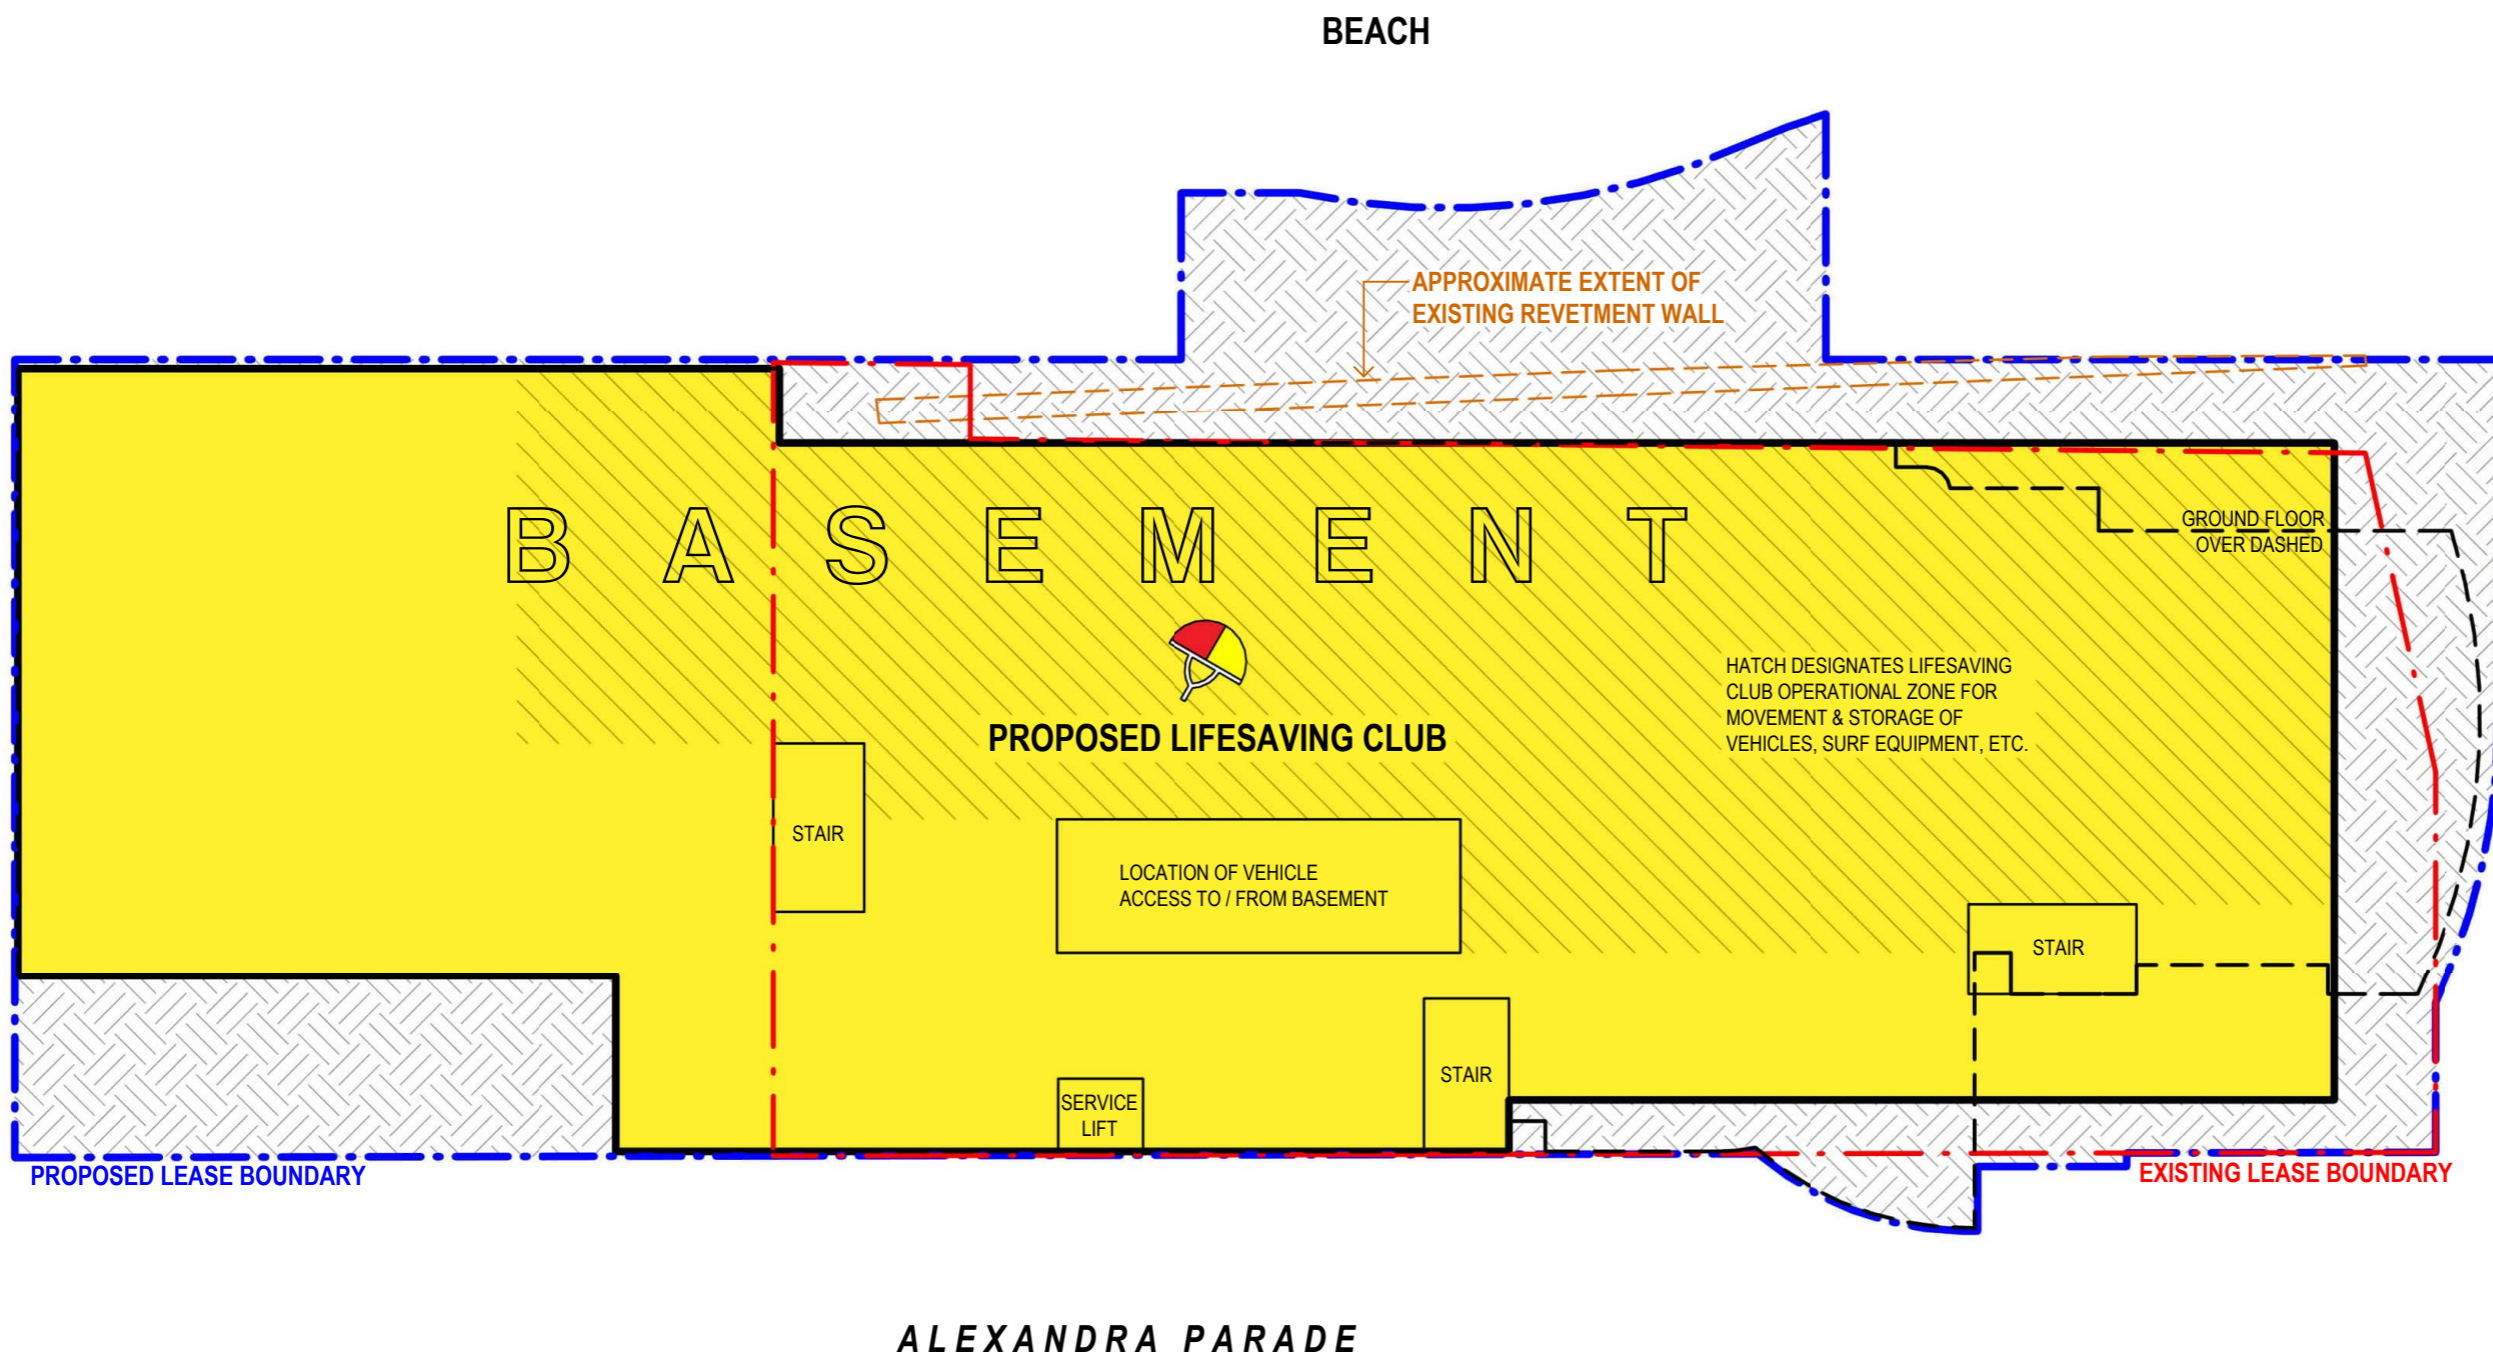 BEACH
APPROXIMATE EXTENT OF
EXISTING REVETMENT WALL
BASEMENT
GROUND FLOOR
OVER DASHED
HATCH DESIGNATES LIFESAVING
CLUB OPERATIONAL ZONE FOR
MOVEMENT & STORAGE OF
VEHICLES, SURF EQUIPMENT, ETC.
PROPOSED LIFESAVING CLUB
STAIR
LOCATION OF VEHICLE
ACCESS TO / FROM BASEMENT
STAIR
STAIR
SERVICE
LIFT
PROPOSED LEASE BOUNDARY
EXISTING LEASE BOUNDARY
ALEXANDRA PARADE